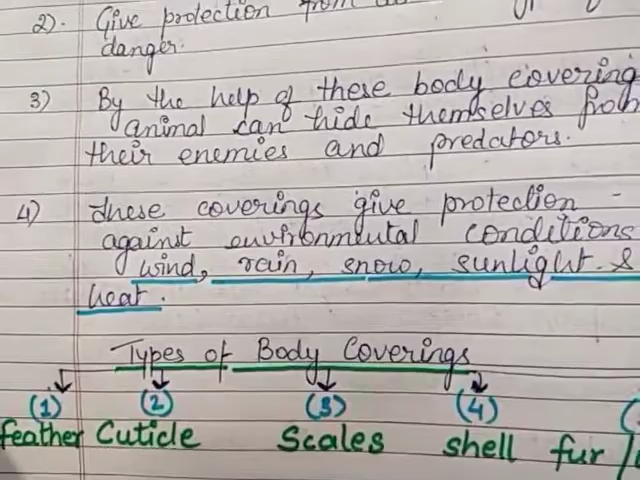 2). Give protection from
danger.
3) By the help of these body covering
animal can hide themselves from
their enemies and predators.
4) these coverings give protection -
against environmental conditions
wind, rain, snow, sunlight. &
heat.
Types of Body Coverings
(1) (2) (3) (4) (
feather Cuticle Scales shell fur /